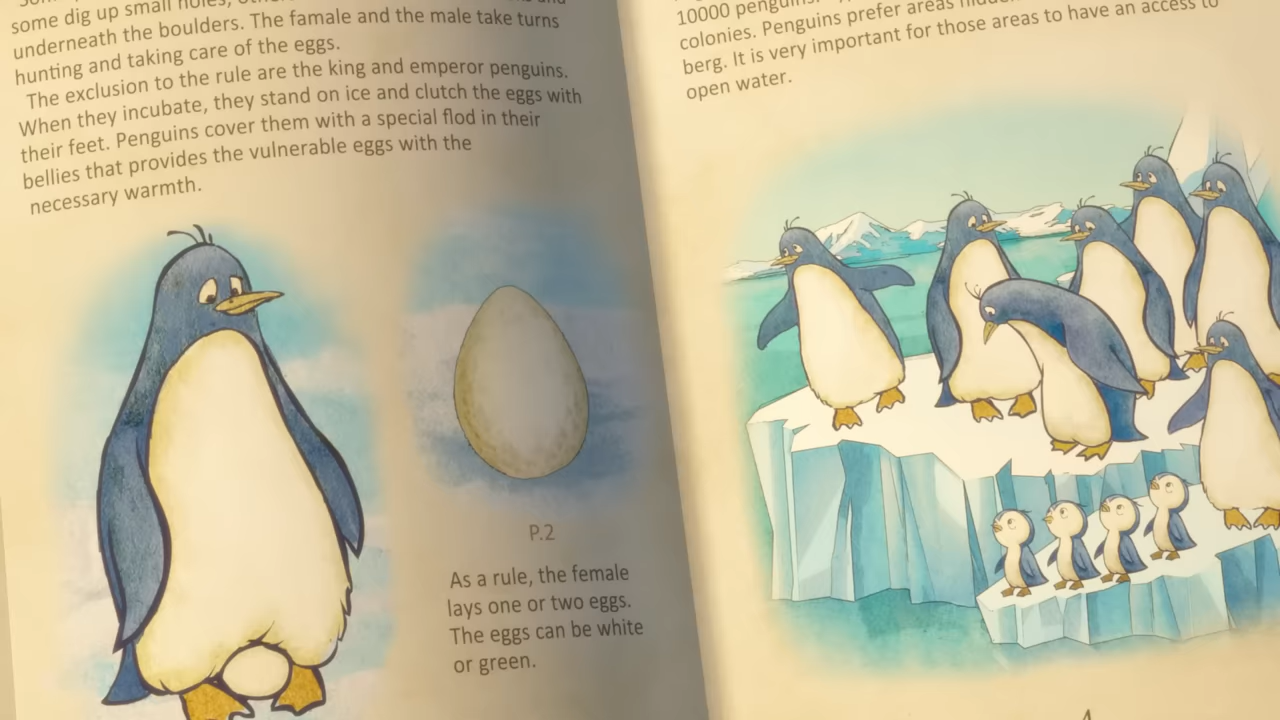 some dig up small holes,
underneath the boulders. The famale and the male take turns
hunting and taking care of the eggs.
The exclusion to the rule are the king and emperor penguins.
When they incubate, they stand on ice and clutch the eggs with
their feet. Penguins cover them with a special flod in their
bellies that provides the vulnerable eggs with the
necessary warmth.
P.2
As a rule, the female
lays one or two eggs.
The eggs can be white
or green.
10000 penguins.
colonies. Penguins prefer areas
berg. It is very important for those areas to have an access to
open water.